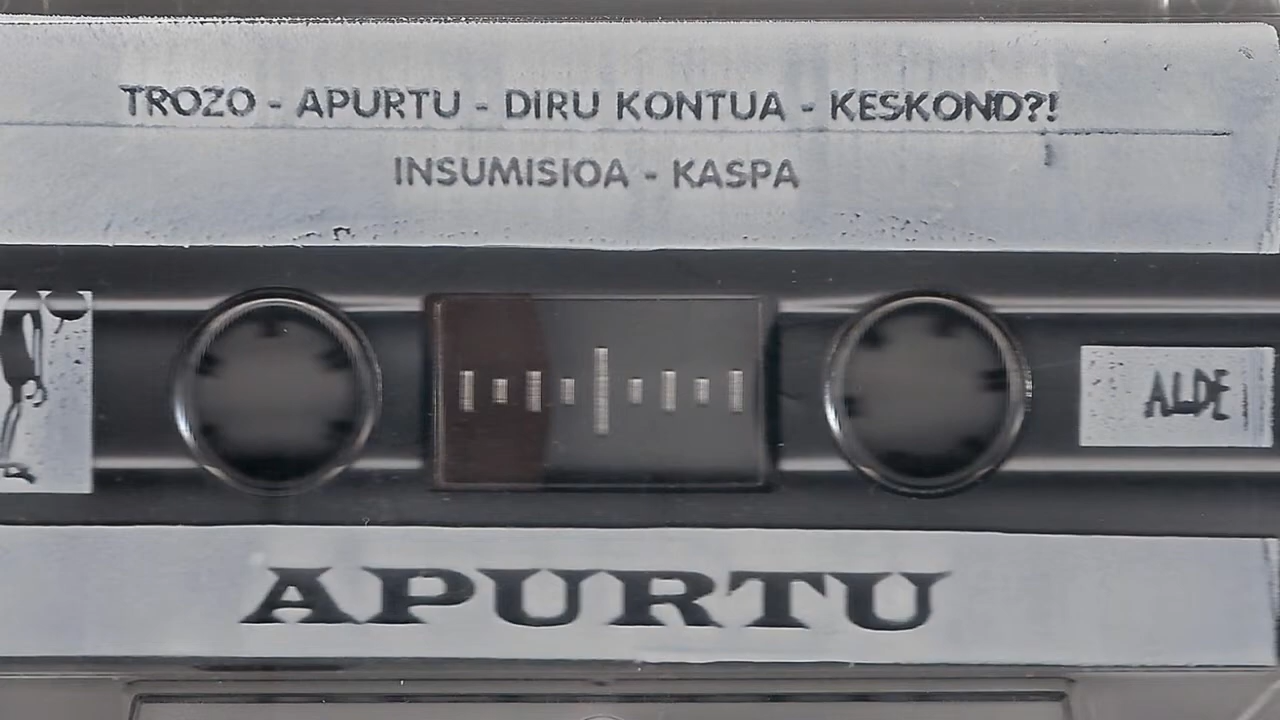 TROZO - APURTU - DIRU KONTUA - KESKOND?!
INSUMISIOA - KASPA
ALDE
APURTU